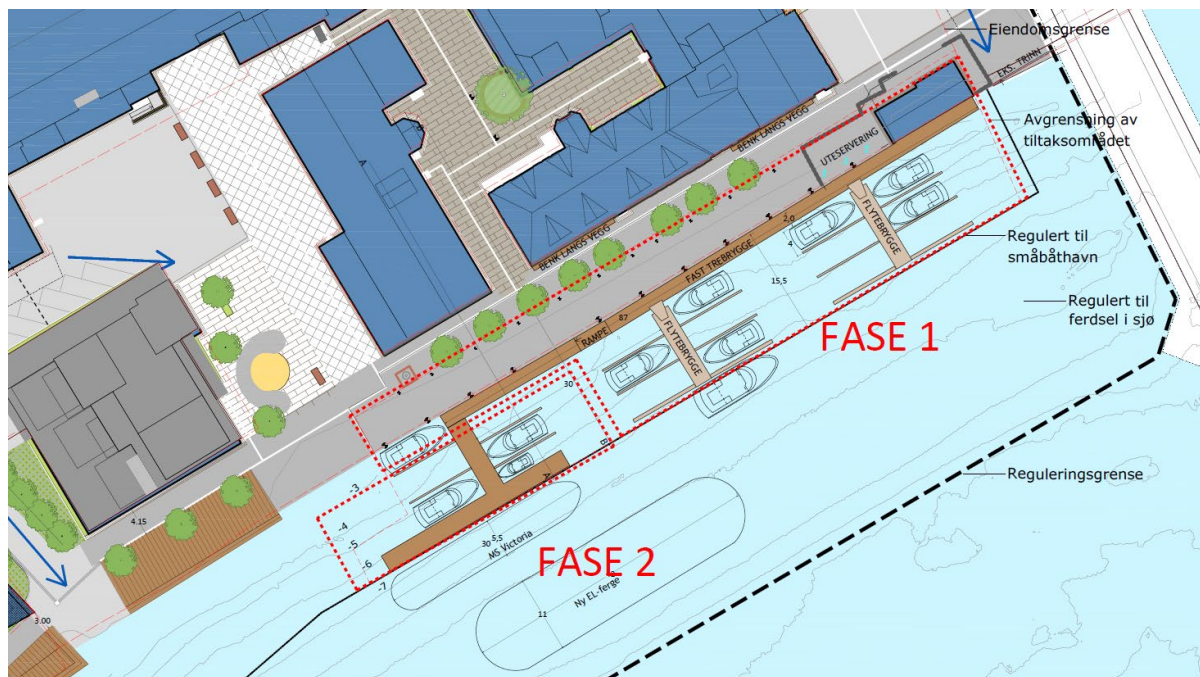 Eiendomsgrense
EKS. TRINN
Avgrensning av
tiltaksområdet
BENK LANGS VEGG
UTESERVERING
BENK LANGS VEGG
2,0
4
FLYTEBRYGGE
Regulert til
småbåthavn
FAST TREBRYGGE
15,5
Regulert til
ferdsel i sjø
A
87
RAMPE
FLYTEBRYGGE
FASE 1
30
B
A
-3
-4
-5
-6
-7
4.15
5,5
30
MS Victoria
FASE 2
Ny EL-ferge
11
Reguleringsgrense
3.00